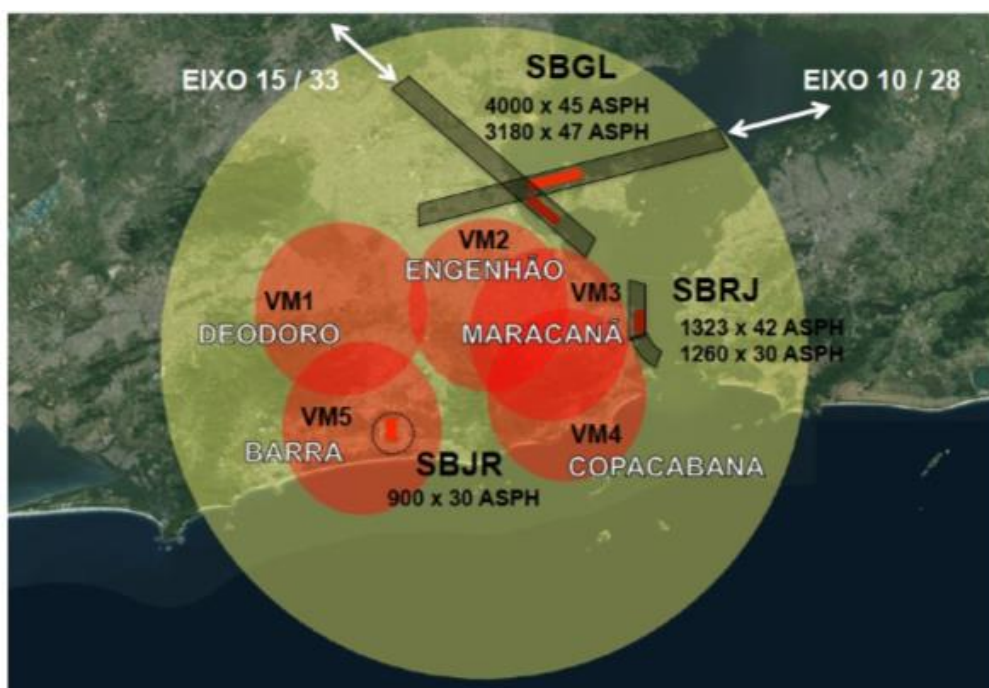 SBGL
EIXO 15 / 33
EIXO 10 / 28
4000 x 45 ASPH
3180 x 47 ASPH
VM2
ENGENHÃO
VM1
VM3
SBRJ
DEODORO
MARACANÃ
1323 x 42 ASPH
1260 x 30 ASPH
VM5
BARRA
VM4
SBJR
COPACABANA
900 x 30 ASPH